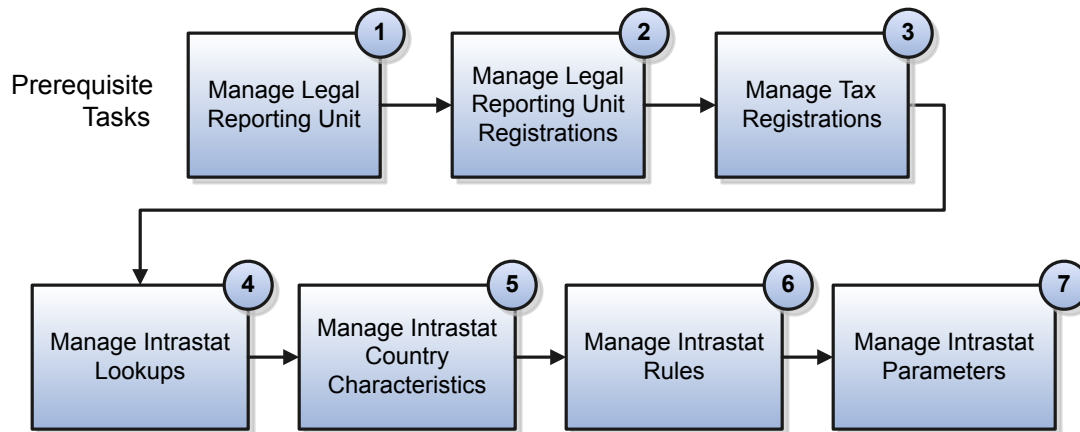 Prerequisite
Tasks
1
Manage Legal
Reporting Unit
2
Manage Legal
Reporting Unit
Registrations
3
Manage Tax
Registrations
4
Manage Intrastat
Lookups
5
Manage Intrastat
Country
Characteristics
6
Manage Intrastat
Rules
7
Manage Intrastat
Parameters